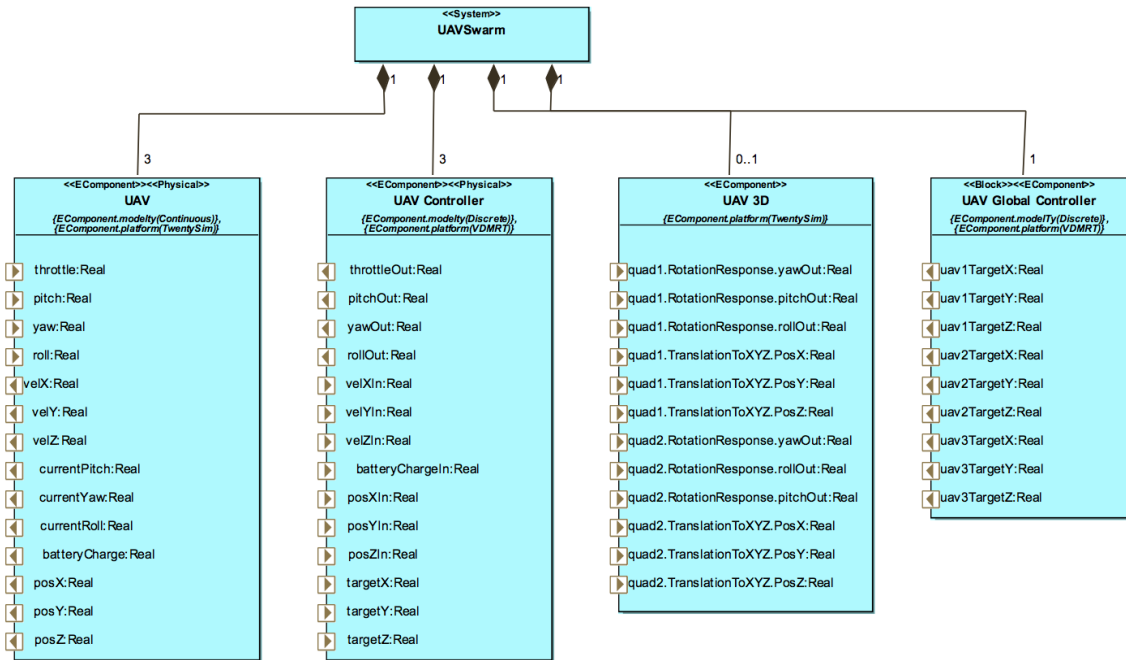 <<System>>
UAVSwarm
1
1
1
1
3
3
0..1
1
<<EComponent>><<Physical>>
UAV
{EComponent.modelty(Continuous)},
{EComponent.platform(TwentySim)}
throttle:Real
pitch:Real
yaw:Real
roll:Real
velX:Real
velY:Real
velZ:Real
currentPitch:Real
currentYaw:Real
currentRoll:Real
batteryCharge:Real
posX:Real
posY:Real
posZ:Real
<<EComponent>><<Physical>>
UAV Controller
{EComponent.modelty(Discrete)},
{EComponent.platform(VDMRT)}
throttleOut:Real
pitchOut:Real
yawOut:Real
rollOut:Real
velXIn:Real
velYIn:Real
velZIn:Real
batteryChargeIn:Real
posXIn:Real
posYIn:Real
posZIn:Real
targetX:Real
targetY:Real
targetZ:Real
<<EComponent>>
UAV 3D
{EComponent.platform(TwentySim)}
quad1.RotationResponse.yawOut:Real
quad1.RotationResponse.pitchOut:Real
quad1.RotationResponse.rollOut:Real
quad1.TranslationToXYZ.PosX:Real
quad1.TranslationToXYZ.PosY:Real
quad1.TranslationToXYZ.PosZ:Real
quad2.RotationResponse.yawOut:Real
quad2.RotationResponse.rollOut:Real
quad2.RotationResponse.pitchOut:Real
quad2.TranslationToXYZ.PosX:Real
quad2.TranslationToXYZ.PosY:Real
quad2.TranslationToXYZ.PosZ:Real
<<Block>><<EComponent>>
UAV Global Controller
{EComponent.modelTy(Discrete)},
{EComponent.platform(VDMRT)}
uav1TargetX:Real
uav1TargetY:Real
uav1TargetZ:Real
uav2TargetX:Real
uav2TargetY:Real
uav2TargetZ:Real
uav3TargetX:Real
uav3TargetY:Real
uav3TargetZ:Real